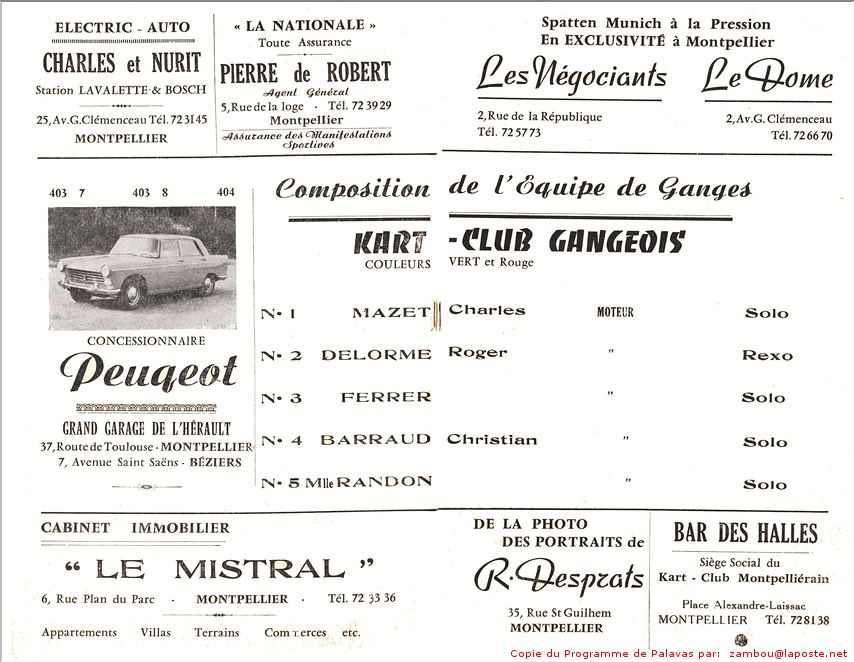 ELECTRIC - AUTO
CHARLES et NURIT
Station LAVALETTE & BOSCH
25, Av. G. Clémenceau Tél. 72 31 45
MONTPELLIER
« LA NATIONALE »
Toute Assurance
PIERRE de ROBERT
Agent Général
5, Rue de la loge - Tél. 72 39 29
Montpellier
Assurance des Manifestations
Sportives
Spatten Munich à la Pression
En EXCLUSIVITÉ à Montpellier
Les Négociants
2, Rue de la République
Tél. 72 57 73
Le Dome
2, Av. G. Clémenceau
Tél. 72 66 70
403 7 403 8 404
CONCESSIONNAIRE
Peugeot
GRAND GARAGE DE L'HÉRAULT
37, Route de Toulouse - MONTPELLIER
7, Avenue Saint Saëns - BÉZIERS
Composition de l'Équipe de Ganges
KART - CLUB GANGEOIS
COULEURS VERT et Rouge
N• 1 MAZET Charles MOTEUR Solo
N• 2 DELORME Roger " Rexo
N• 3 FERRER " Solo
N• 4 BARRAUD Christian " Solo
N• 5 Mlle RANDON " Solo
CABINET IMMOBILIER
“ LE MISTRAL ”
6, Rue Plan du Parc - MONTPELLIER - Tél. 72 33 36
Appartements Villas Terrains Commerces etc.
DE LA PHOTO
DES PORTRAITS de
R. Desprats
35, Rue St Guilhem
MONTPELLIER
BAR DES HALLES
Siège Social du
Kart - Club Montpelliérain
Place Alexandre-Laissac
MONTPELLIER Tél. 72 81 38
Copie du Programme de Palavas par: zambou@laposte.net